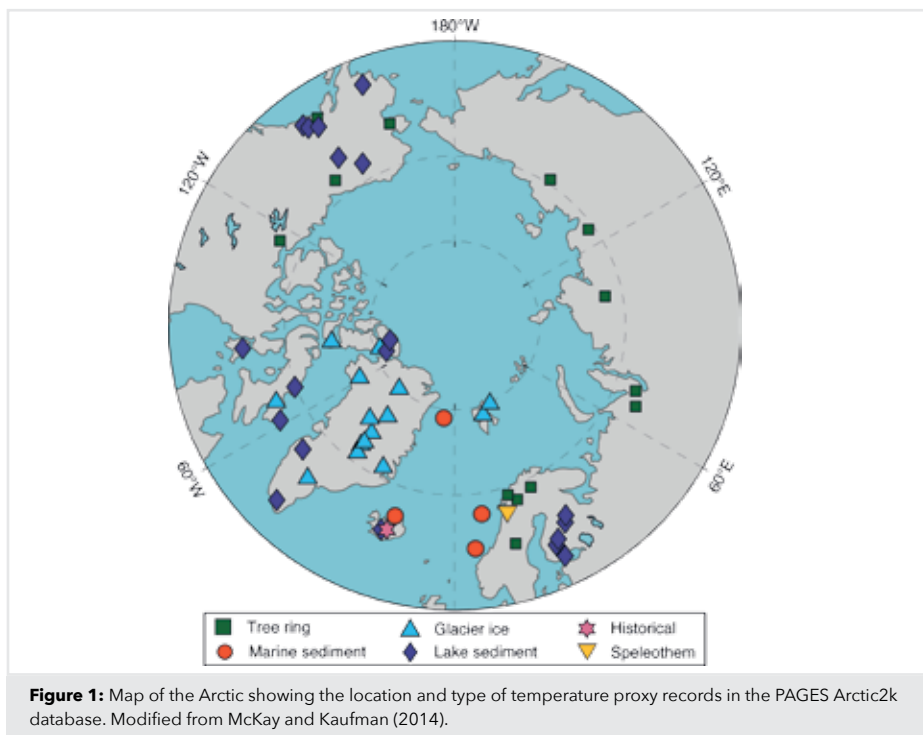 180°W
120°W
120°E
60°W
60°E
Tree ring
Glacier ice
Historical
Marine sediment
Lake sediment
Speleothem
Figure 1: Map of the Arctic showing the location and type of temperature proxy records in the PAGES Arctic2k
database. Modified from McKay and Kaufman (2014).